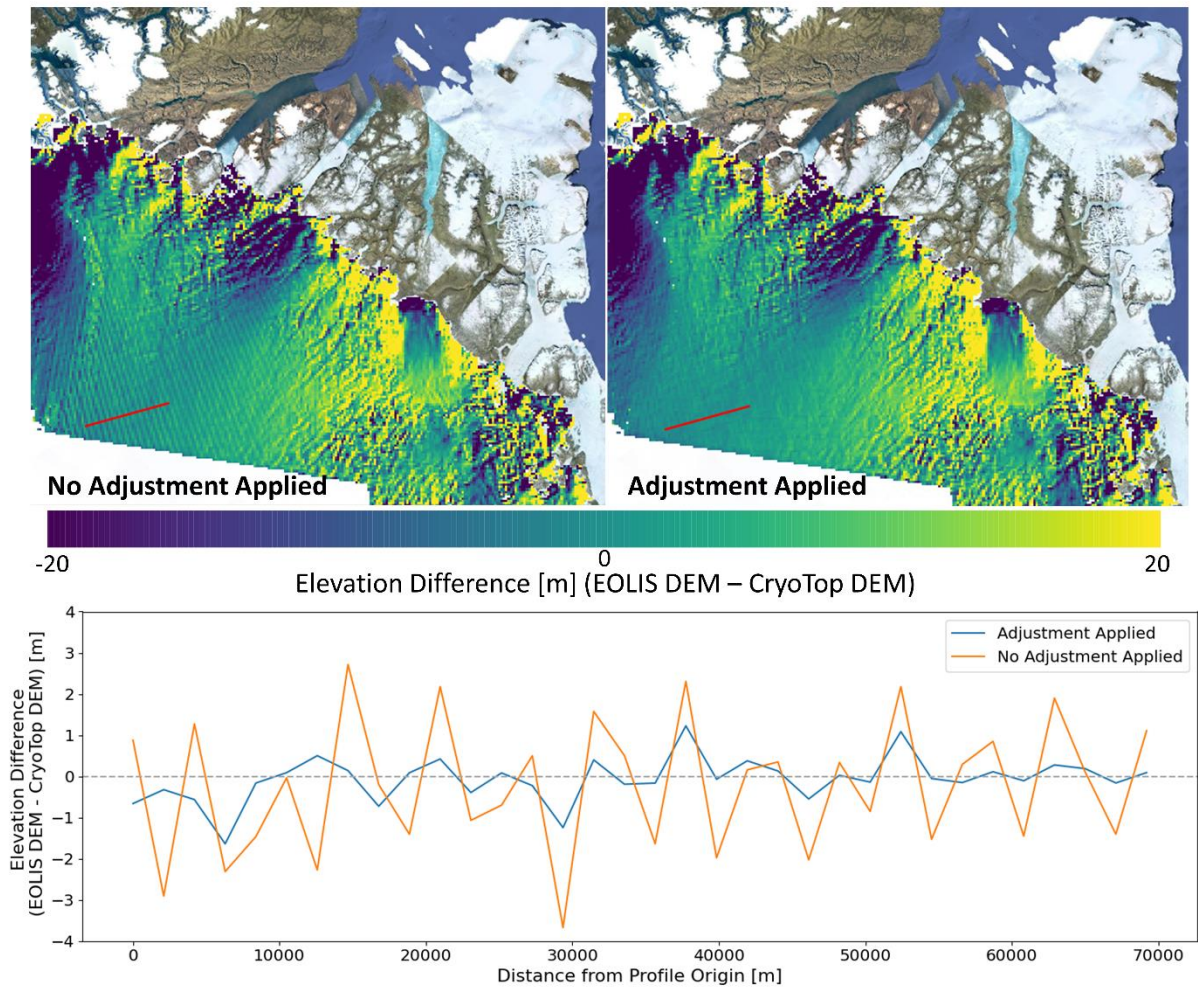 No Adjustment Applied
Adjustment Applied
-20
0
20
Elevation Difference [m] (EOLIS DEM – CryoTop DEM)
4
3
2
1
0
−1
−2
−3
−4
Elevation Difference
(EOLIS DEM - CryoTop DEM) [m]
Adjustment Applied
No Adjustment Applied
0
10000
20000
30000
40000
50000
60000
70000
Distance from Profile Origin [m]